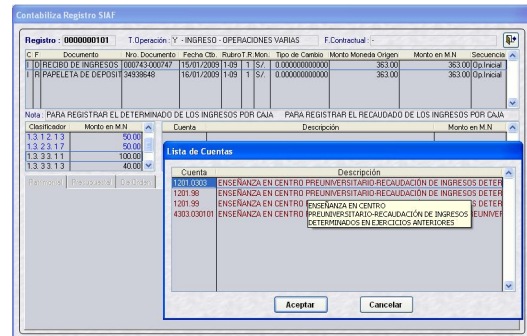 Contabiliza Registro SIAF
Registro : 0000000101 T.Operación : Y - INGRESO - OPERACIONES VARIAS F.Contractual : -
C F Documento Nro. Documento Fecha Ctb. Rubro T.R. Mon. Tipo de Cambio Monto Moneda Origen Monto en M.N Secuencia
I D RECIBO DE INGRESOS 000743-000747 15/01/2009 1-09 1 S/. 0.000000000000 363.00 363.00 Op.Inicial
I R PAPELETA DE DEPOSIT 34938648 16/01/2009 1-09 1 S/. 0.000000000000 363.00 363.00 Op.Inicial
Nota : PARA REGISTRAR EL DETERMINADO DE LOS INGRESOS POR CAJA PARA REGISTRAR EL RECAUDADO DE LOS INGRESOS POR CAJA
Clasificador Monto en M.N Cuenta Descripción Monto en M.N
1.3. 1 2. 1 3 50.00
1.3. 2 3. 1 7 50.00
1.3. 3 3. 1 1 100.00
1.3. 3 3. 1 3 40.00
Patrimonial Presupuestal De Orden
Lista de Cuentas
Cuenta Descripción
1201.0303 ENSEÑANZA EN CENTRO PREUNIVERSITARIO-RECAUDACIÓN DE INGRESOS DETER
1201.98 ENSEÑANZA EN CENTRO PREUNIVERSITARIO-RECAUDACIÓN DE INGRESOS DETER
1201.99 ENSEÑANZA EN CENTRO S DETER
4303.030101 ENSEÑANZA EN CENTRO EUNIVER
ENSEÑANZA EN CENTRO
PREUNIVERSITARIO-RECAUDACIÓN DE INGRESOS
DETERMINADOS EN EJERCICIOS ANTERIORES
Aceptar Cancelar